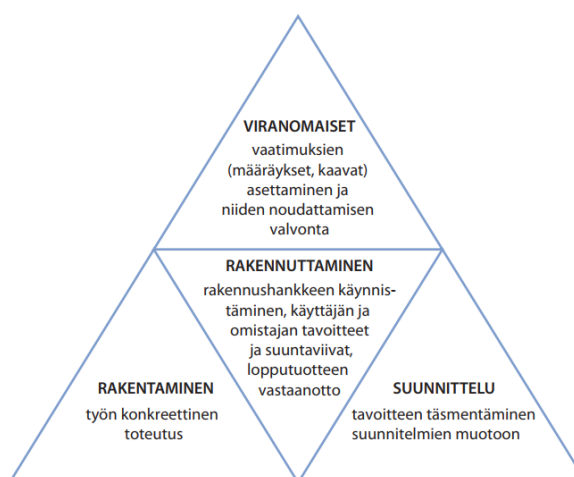 VIRANOMAISET
vaatimuksien
(määräykset, kaavat)
asettaminen ja
niiden noudattamisen
valvonta
RAKENNUTTAMINEN
rakennushankkeen käynnis-
täminen, käyttäjän ja
omistajan tavoitteet
ja suuntaviivat,
lopputuotteen
vastaanotto
RAKENTAMINEN
työn konkreettinen
toteutus
SUUNNITTELU
tavoitteen täsmentäminen
suunnitelmien muotoon